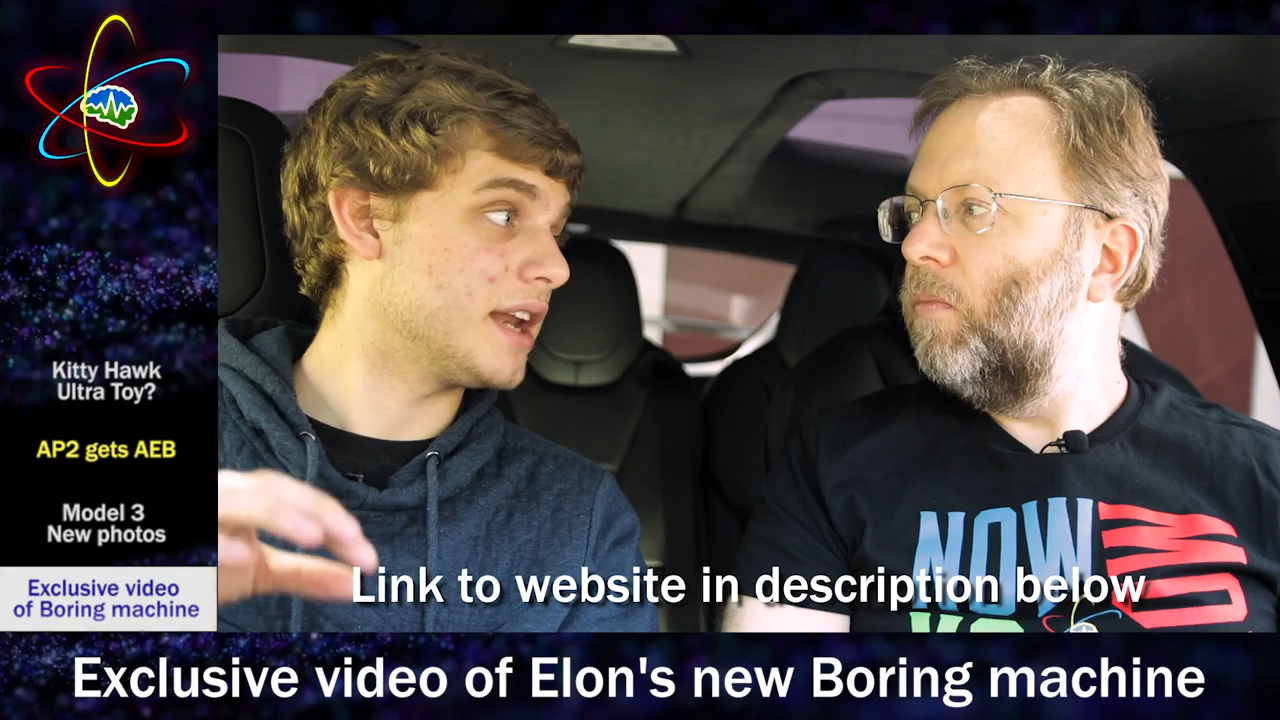 Kitty Hawk
Ultra Toy?
AP2 gets AEB
Model 3
New photos
Exclusive video
of Boring machine
NOW
Link to website in description below
Exclusive video of Elon's new Boring machine